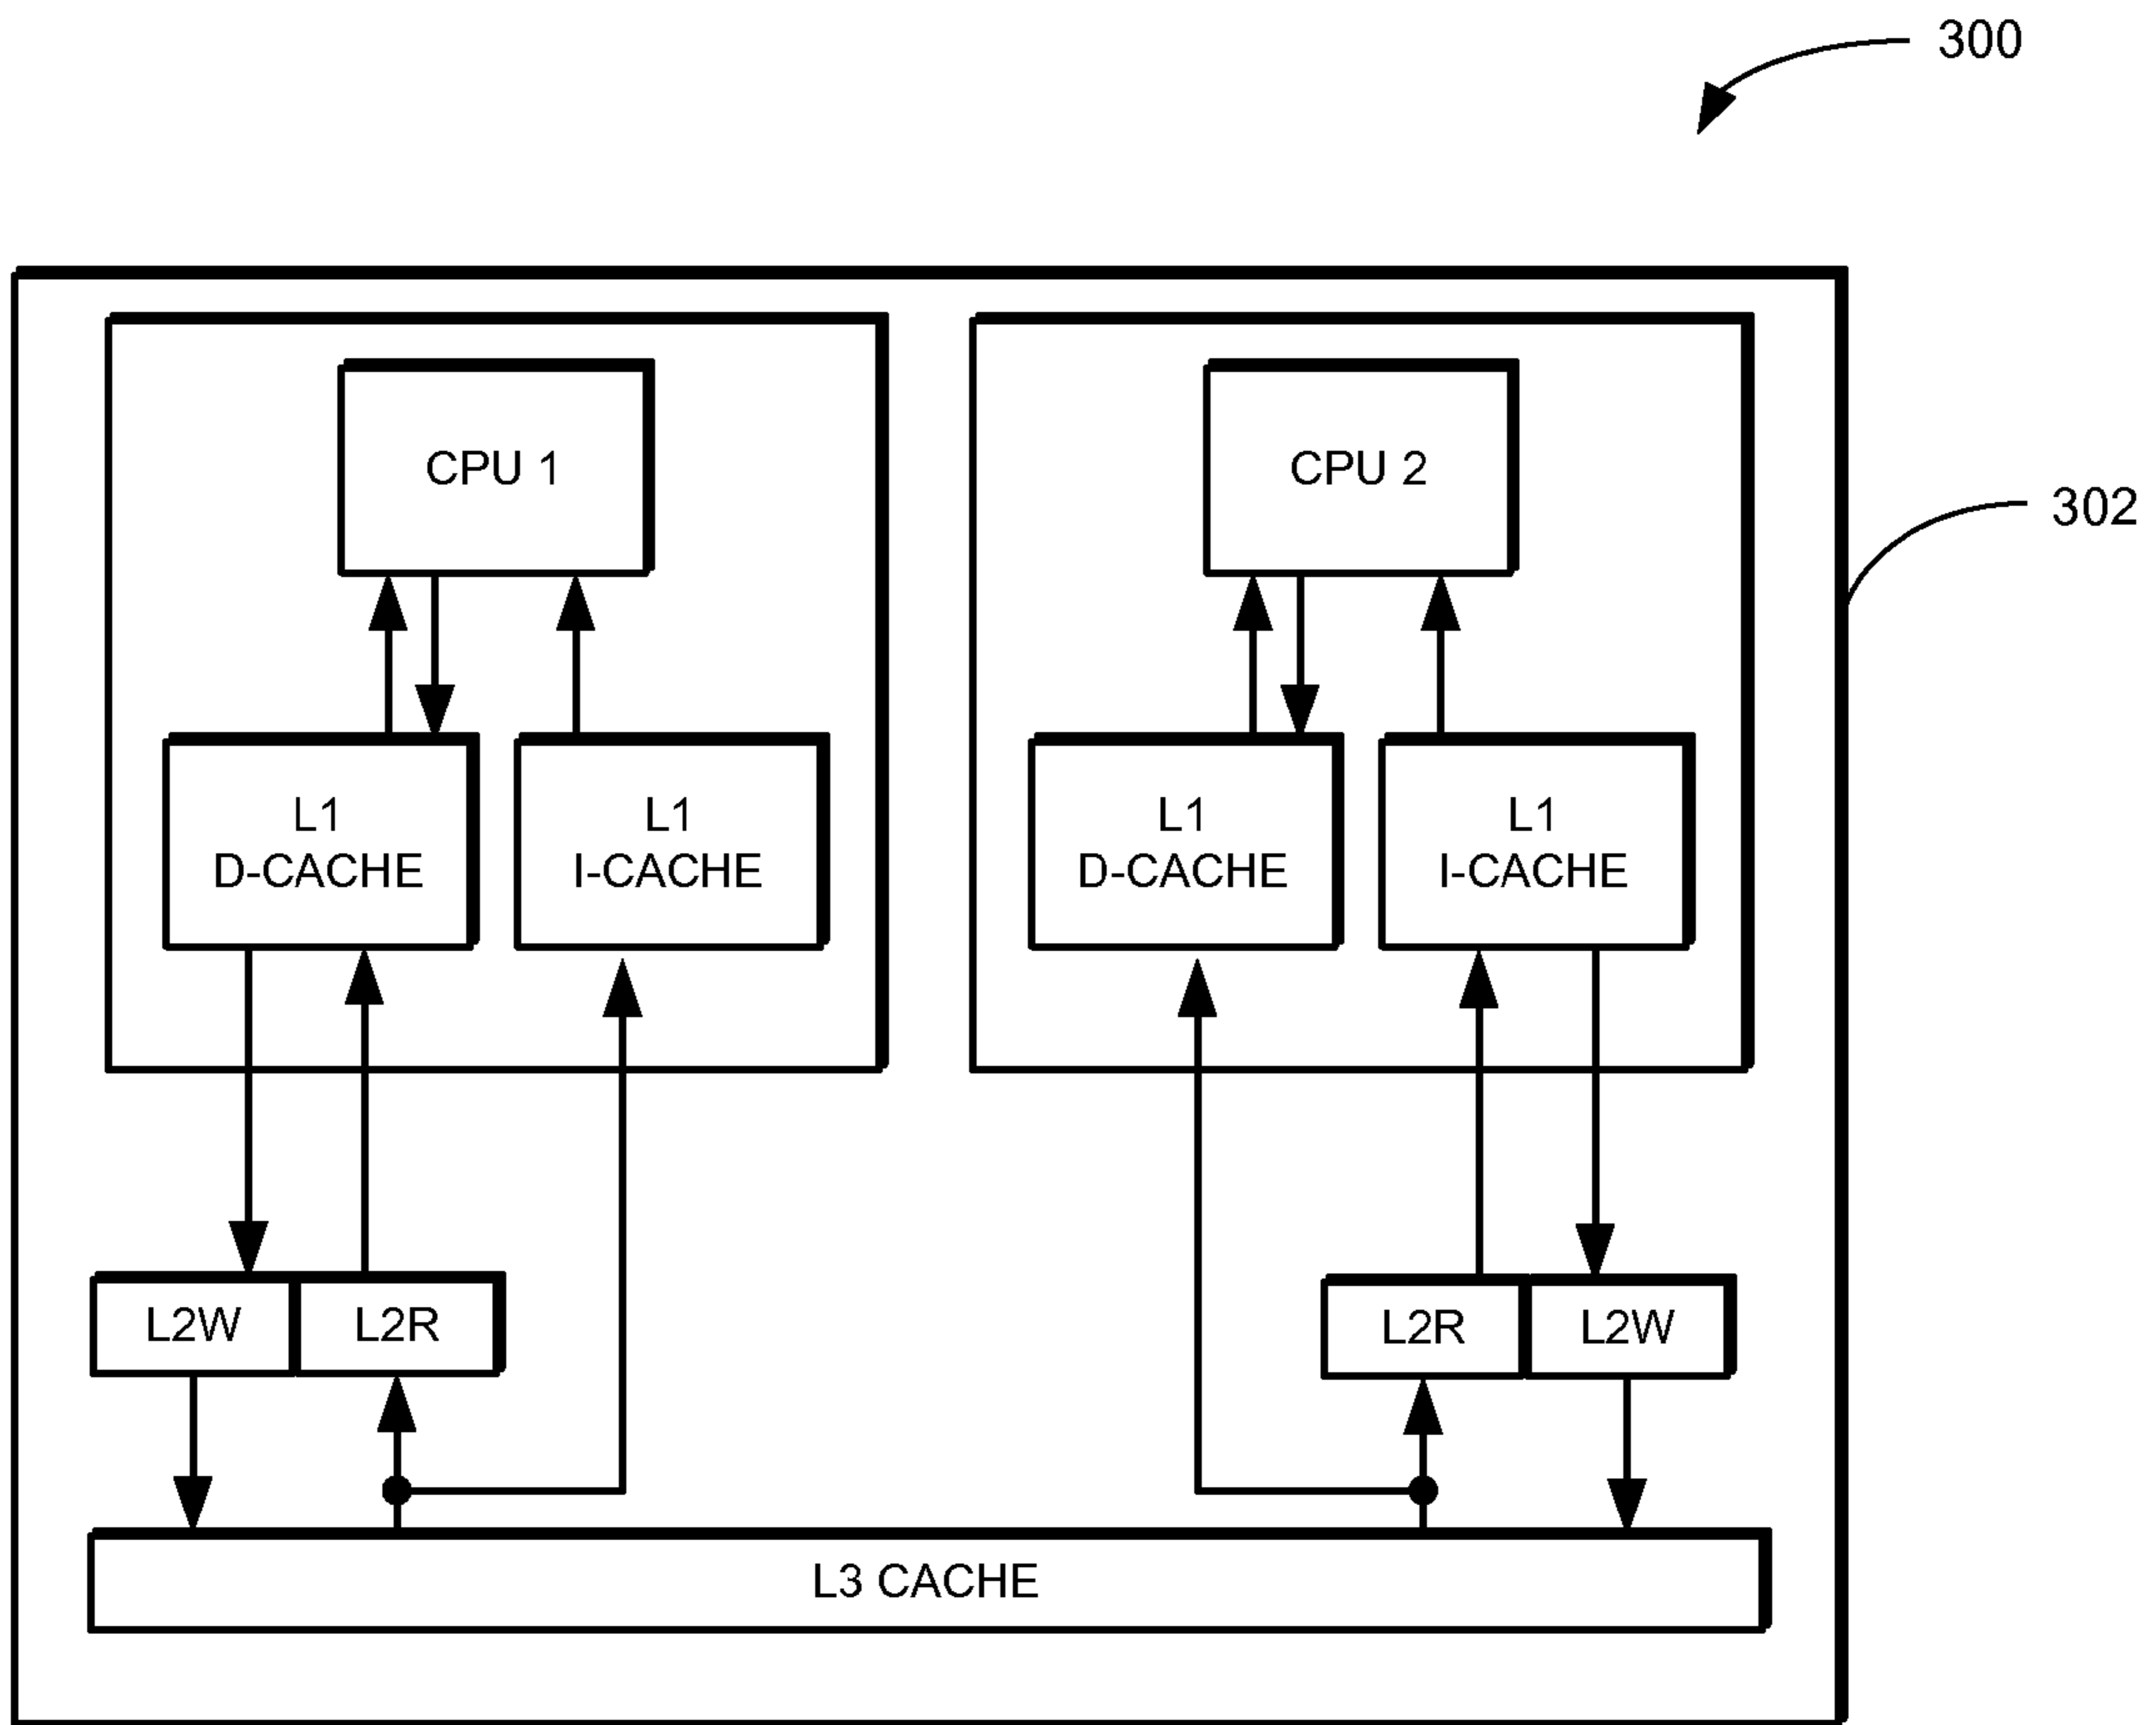 300
302
CPU 1
CPU 2
L1
D-CACHE
L1
I-CACHE
L1
D-CACHE
L1
I-CACHE
L2W
L2R
L2R
L2W
L3 CACHE